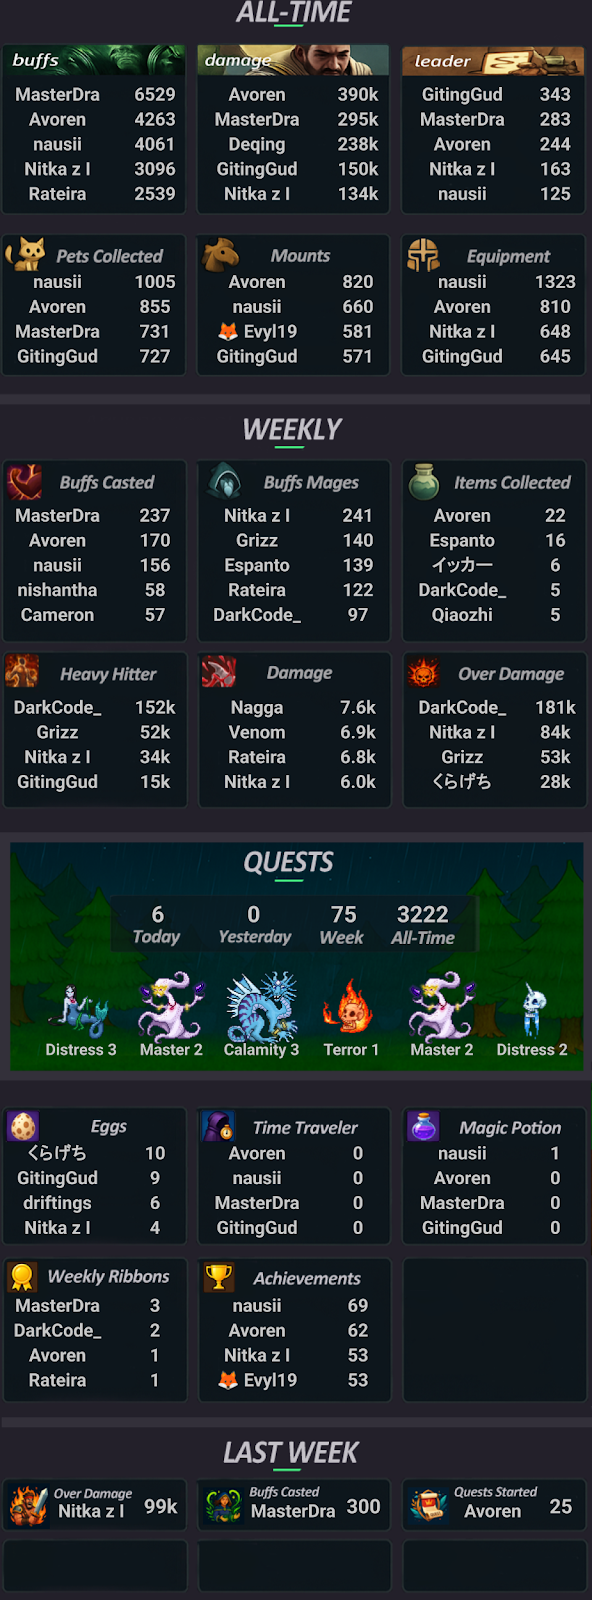 ALL-TIME
buffs
MasterDra 6529
Avoren 4263
nausii 4061
Nitka z I 3096
Rateira 2539
damage
Avoren 390k
MasterDra 295k
Deqing 238k
GitingGud 150k
Nitka z I 134k
leader
GitingGud 343
MasterDra 283
Avoren 244
Nitka z I 163
nausii 125
Pets Collected
nausii 1005
Avoren 855
MasterDra 731
GitingGud 727
Mounts
Avoren 820
nausii 660
🦊 Evyl19 581
GitingGud 571
Equipment
nausii 1323
Avoren 810
Nitka z I 648
GitingGud 645
WEEKLY
Buffs Casted
MasterDra 237
Avoren 170
nausii 156
nishantha 58
Cameron 57
Buffs Mages
Nitka z I 241
Grizz 140
Espanto 139
Rateira 122
DarkCode_ 97
Items Collected
Avoren 22
Espanto 16
イッカー 6
DarkCode_ 5
Qiaozhi 5
Heavy Hitter
DarkCode_ 152k
Grizz 52k
Nitka z I 34k
GitingGud 15k
Damage
Nagga 7.6k
Venom 6.9k
Rateira 6.8k
Nitka z I 6.0k
Over Damage
DarkCode_ 181k
Nitka z I 84k
Grizz 53k
くらげち 28k
QUESTS
6 0 75 3222
Today Yesterday Week All-Time
Distress 3 Master 2 Calamity 3 Terror 1 Master 2 Distress 2
Eggs
くらげち 10
GitingGud 9
driftings 6
Nitka z I 4
Time Traveler
Avoren 0
nausii 0
MasterDra 0
GitingGud 0
Magic Potion
nausii 1
Avoren 0
MasterDra 0
GitingGud 0
Weekly Ribbons
MasterDra 3
DarkCode_ 2
Avoren 1
Rateira 1
Achievements
nausii 69
Avoren 62
Nitka z I 53
🦊 Evyl19 53
LAST WEEK
Over Damage
Nitka z I 99k
Buffs Casted
MasterDra 300
Quests Started
Avoren 25